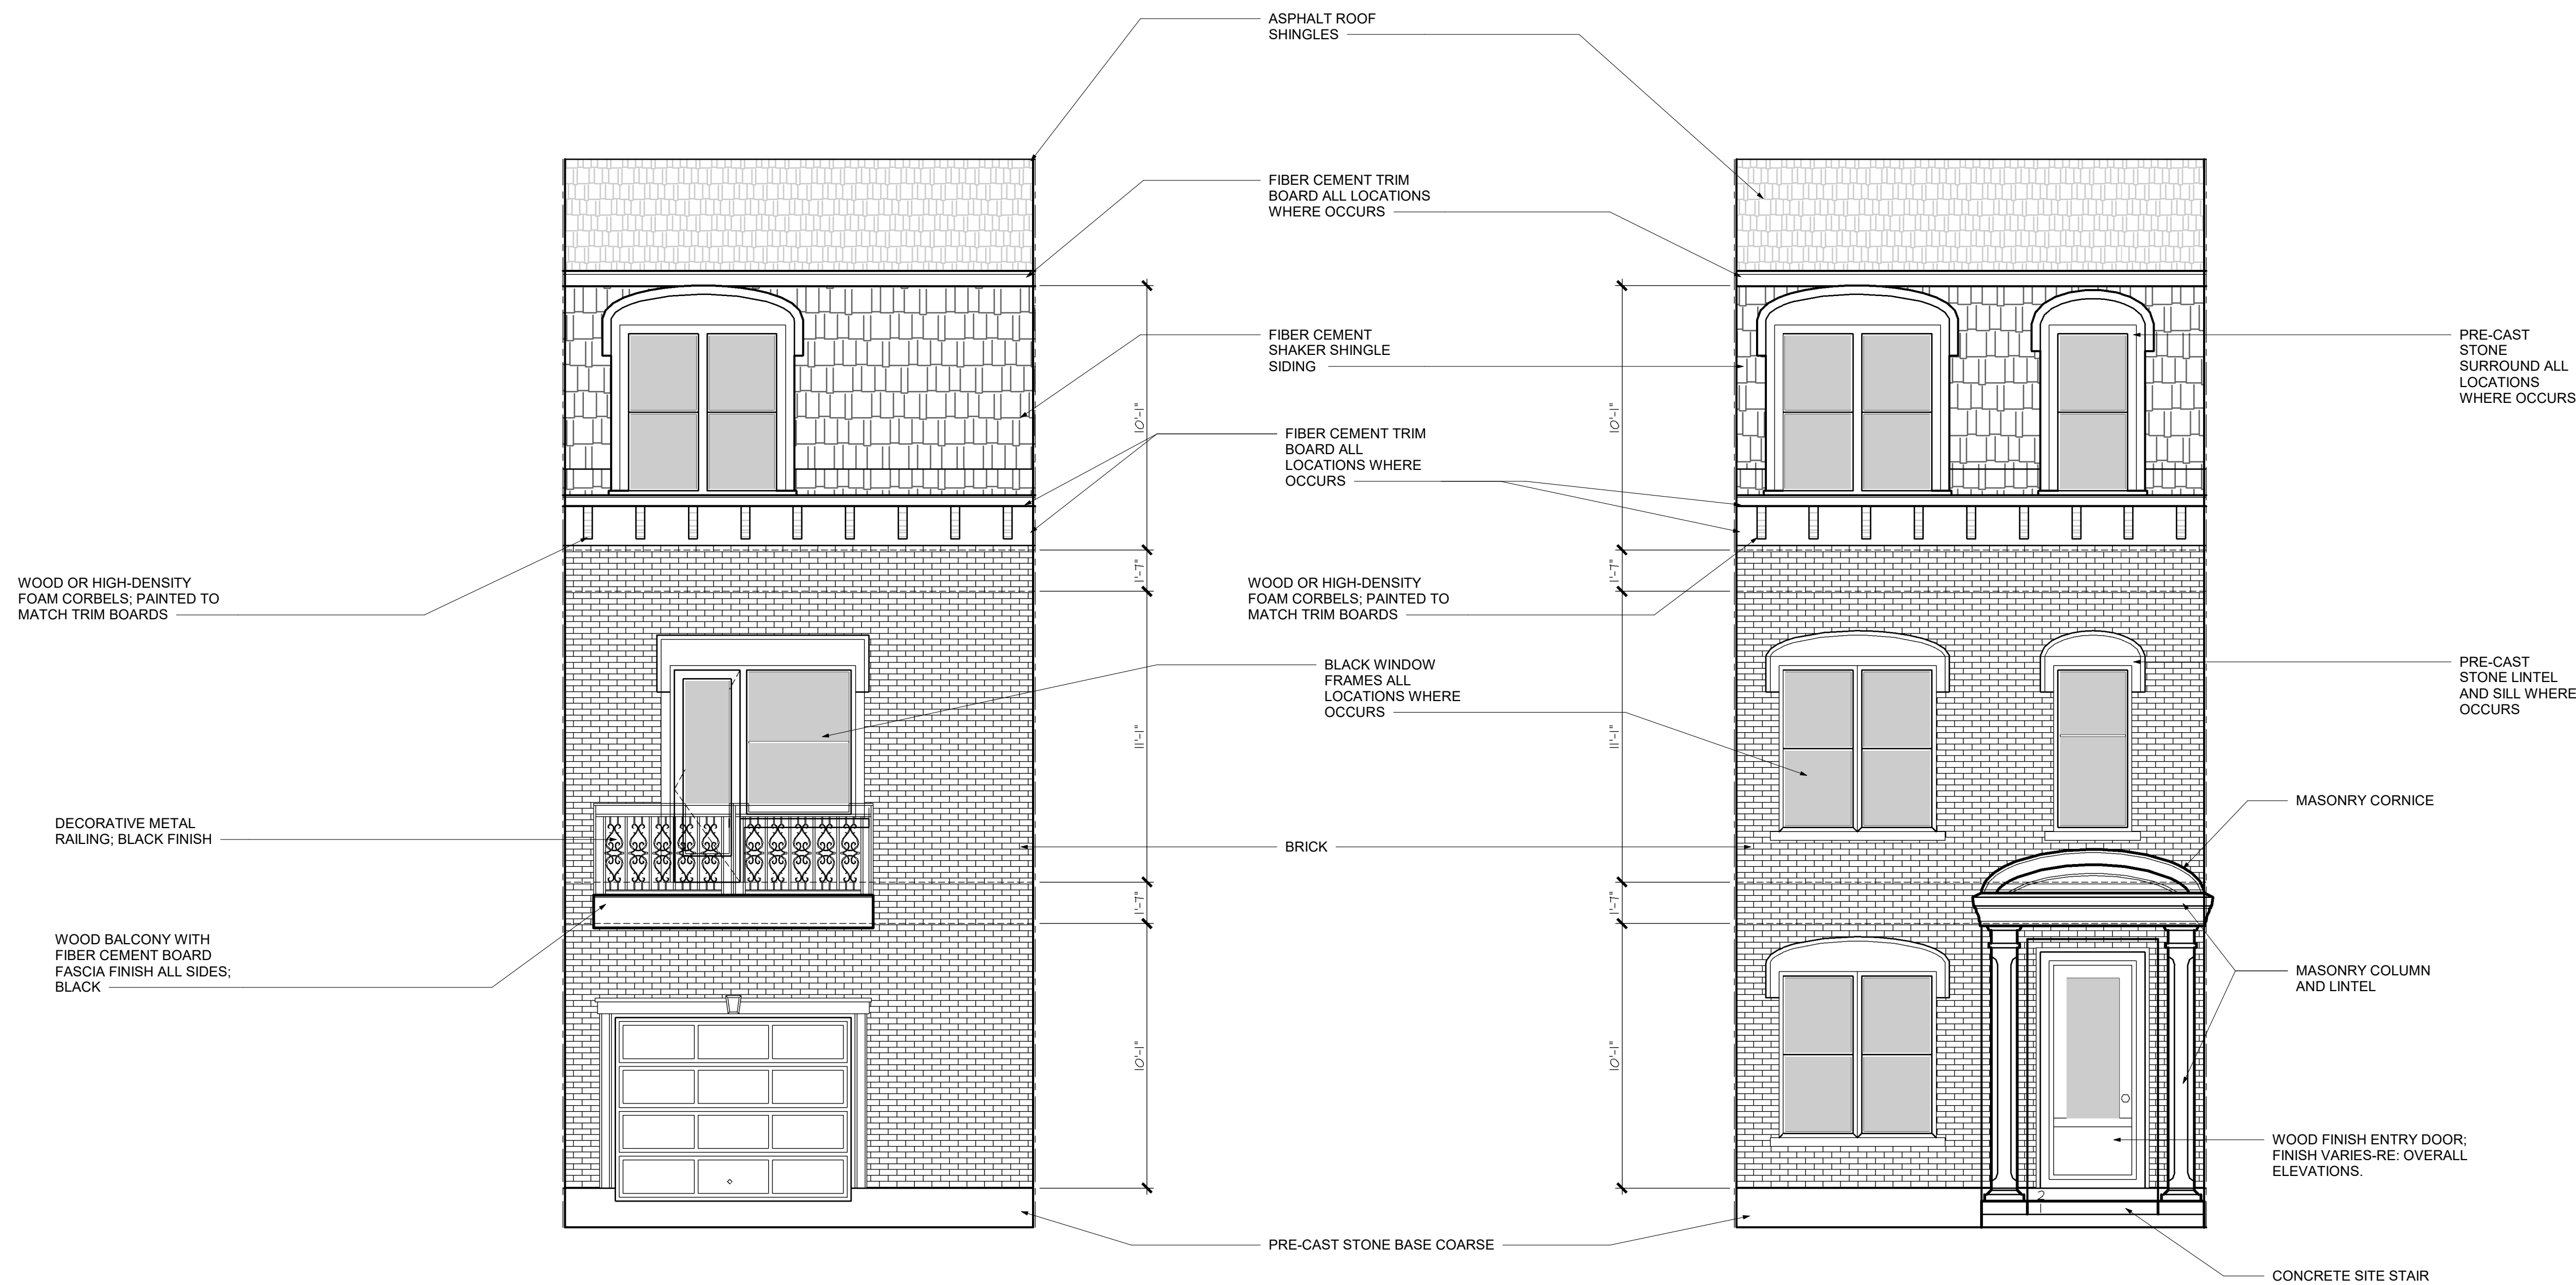 ASPHALT ROOF
SHINGLES
FIBER CEMENT TRIM
BOARD ALL LOCATIONS
WHERE OCCURS
FIBER CEMENT
SHAKER SHINGLE
SIDING
PRE-CAST
STONE
SURROUND ALL
LOCATIONS
WHERE OCCURS
10'-1"
10'-1"
FIBER CEMENT TRIM
BOARD ALL
LOCATIONS WHERE
OCCURS
WOOD OR HIGH-DENSITY
FOAM CORBELS; PAINTED TO
MATCH TRIM BOARDS
1'-7"
WOOD OR HIGH-DENSITY
FOAM CORBELS; PAINTED TO
MATCH TRIM BOARDS
1'-7"
BLACK WINDOW
FRAMES ALL
LOCATIONS WHERE
OCCURS
PRE-CAST
STONE LINTEL
AND SILL WHERE
OCCURS
11'-1"
11'-1"
MASONRY CORNICE
DECORATIVE METAL
RAILING; BLACK FINISH
BRICK
1'-7"
1'-7"
WOOD BALCONY WITH
FIBER CEMENT BOARD
FASCIA FINISH ALL SIDES;
BLACK
MASONRY COLUMN
AND LINTEL
10'-1"
10'-1"
WOOD FINISH ENTRY DOOR;
FINISH VARIES-RE: OVERALL
ELEVATIONS.
2
1
PRE-CAST STONE BASE COARSE
CONCRETE SITE STAIR